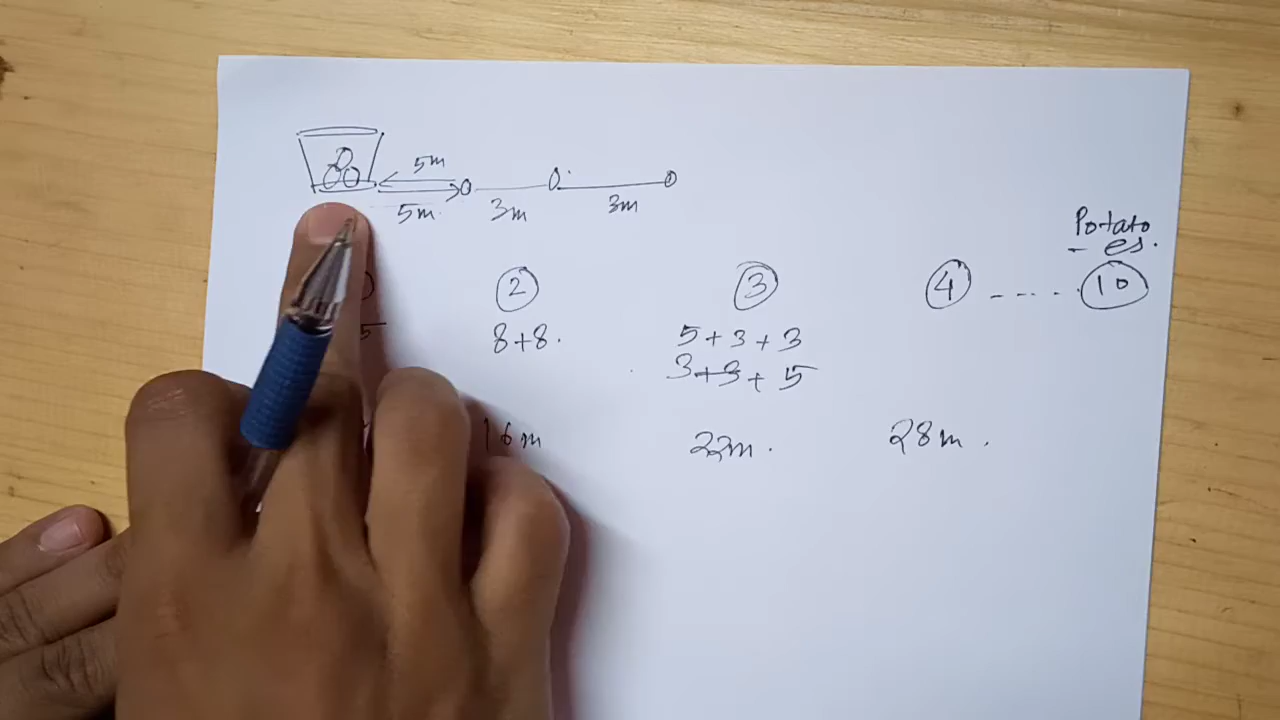 5m
5m 3m 3m
Potato
- es.
2 3 4 ----- 10
5 8+8. 5+3+3
3+3+5
16m 22m. 28m.